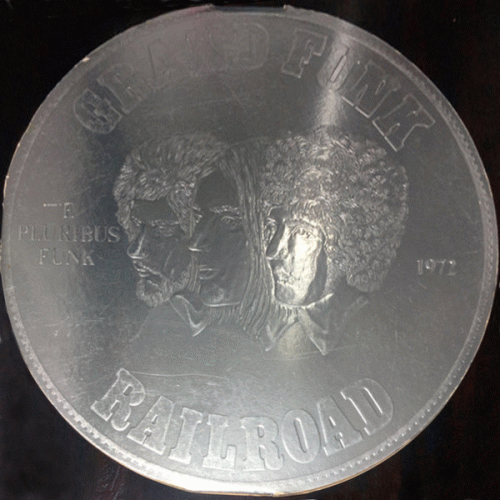 GRAND FUNK
E
PLURIBUS
FUNK
1972
RAILROAD